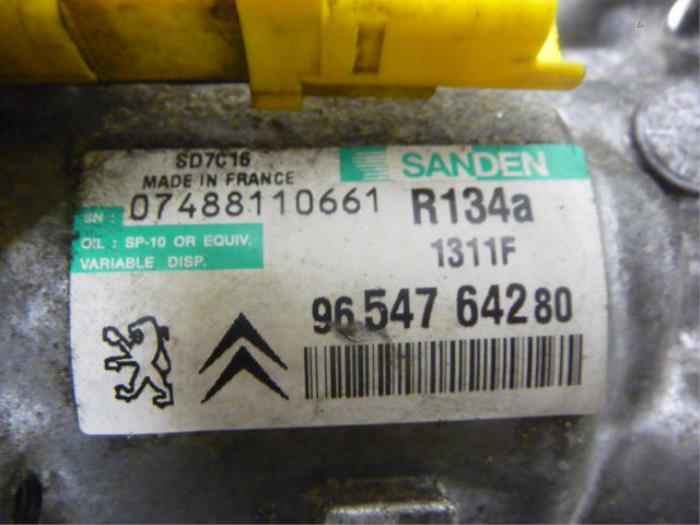 SD7C16
MADE IN FRANCE
SANDEN
SN : 07488110661
R134a
OIL : SP-10 OR EQUIV.
VARIABLE DISP.
1311F
96 547 642 80